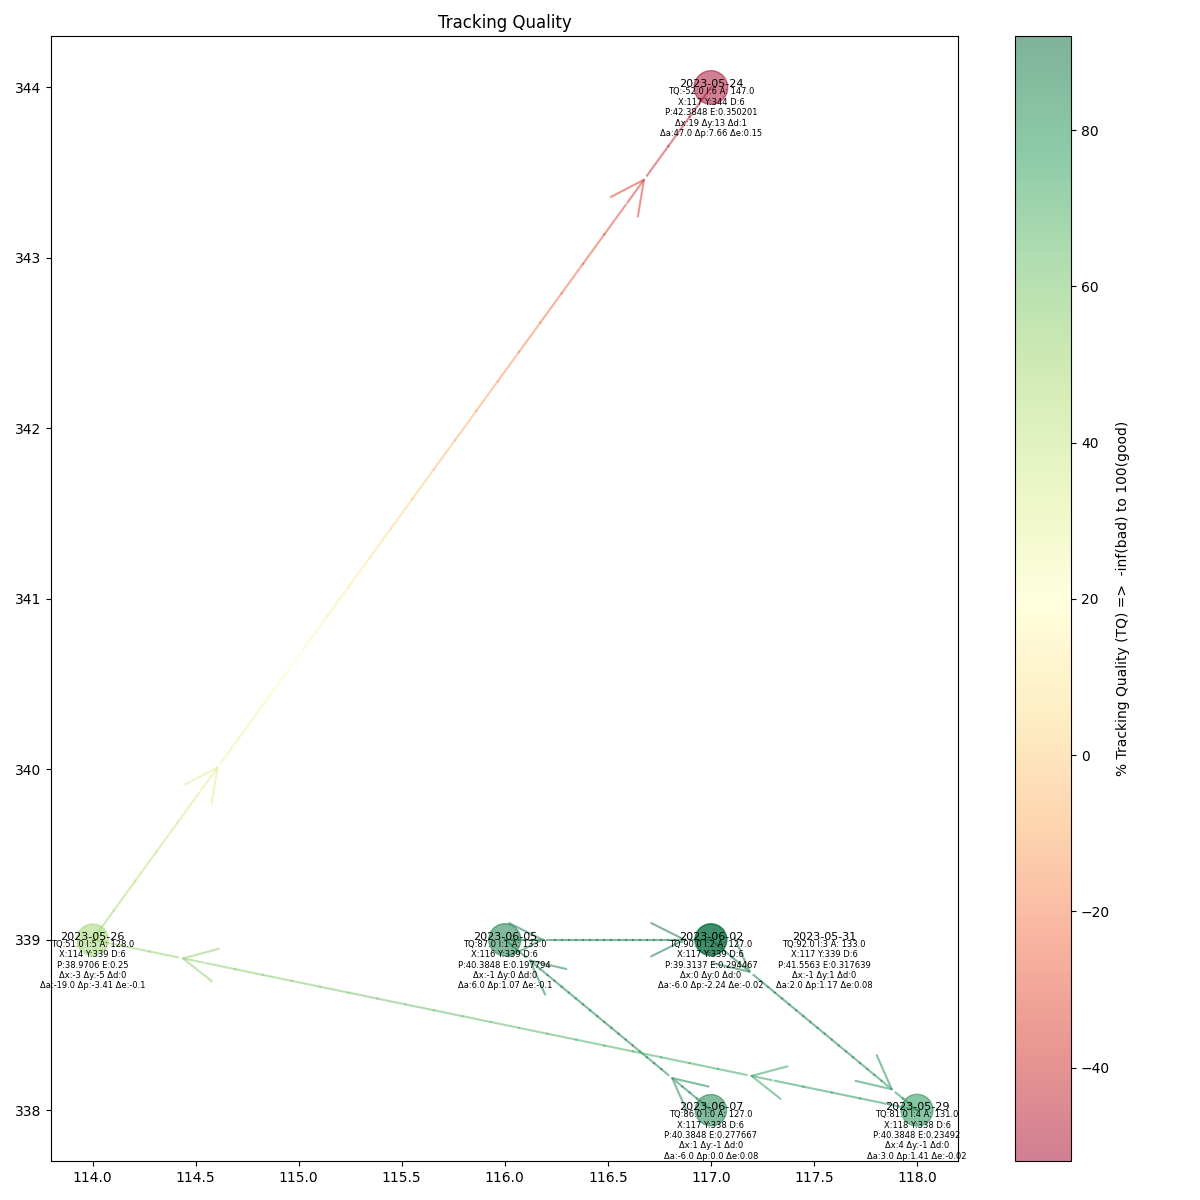 Tracking Quality
344
343
342
341
340
339
338
2023-05-24
TQ:-52.0 I:6 A: 147.0
X:117 Y:344 D:6
P:42.3848 E:0.350201
Δx:19 Δy:13 Δd:1
Δa:47.0 Δp:7.66 Δe:0.15
2023-05-26
TQ:51.0 I:5 A: 128.0
X:114 Y:339 D:6
P:38.9706 E:0.25
Δx:-3 Δy:-5 Δd:0
Δa:-19.0 Δp:-3.41 Δe:-0.1
2023-06-05
TQ:87.0 I:1 A: 133.0
X:116 Y:339 D:6
P:40.3848 E:0.197794
Δx:-1 Δy:0 Δd:0
Δa:6.0 Δp:1.07 Δe:-0.1
2023-06-02
TQ:90.0 I:2 A: 127.0
X:117 Y:339 D:6
P:39.3137 E:0.294467
Δx:0 Δy:0 Δd:0
Δa:-6.0 Δp:-2.24 Δe:-0.02
2023-05-31
TQ:92.0 I:3 A: 133.0
X:117 Y:339 D:6
P:41.5563 E:0.317639
Δx:-1 Δy:1 Δd:0
Δa:2.0 Δp:1.17 Δe:0.08
2023-06-07
TQ:86.0 I:0 A: 127.0
X:117 Y:338 D:6
P:40.3848 E:0.277667
Δx:1 Δy:-1 Δd:0
Δa:-6.0 Δp:0.0 Δe:0.08
2023-05-29
TQ:81.0 I:4 A: 131.0
X:118 Y:338 D:6
P:40.3848 E:0.23492
Δx:4 Δy:-1 Δd:0
Δa:3.0 Δp:1.41 Δe:-0.02
114.0 114.5 115.0 115.5 116.0 116.5 117.0 117.5 118.0
80
60
40
20
0
−20
−40
% Tracking Quality (TQ) => -inf(bad) to 100(good)